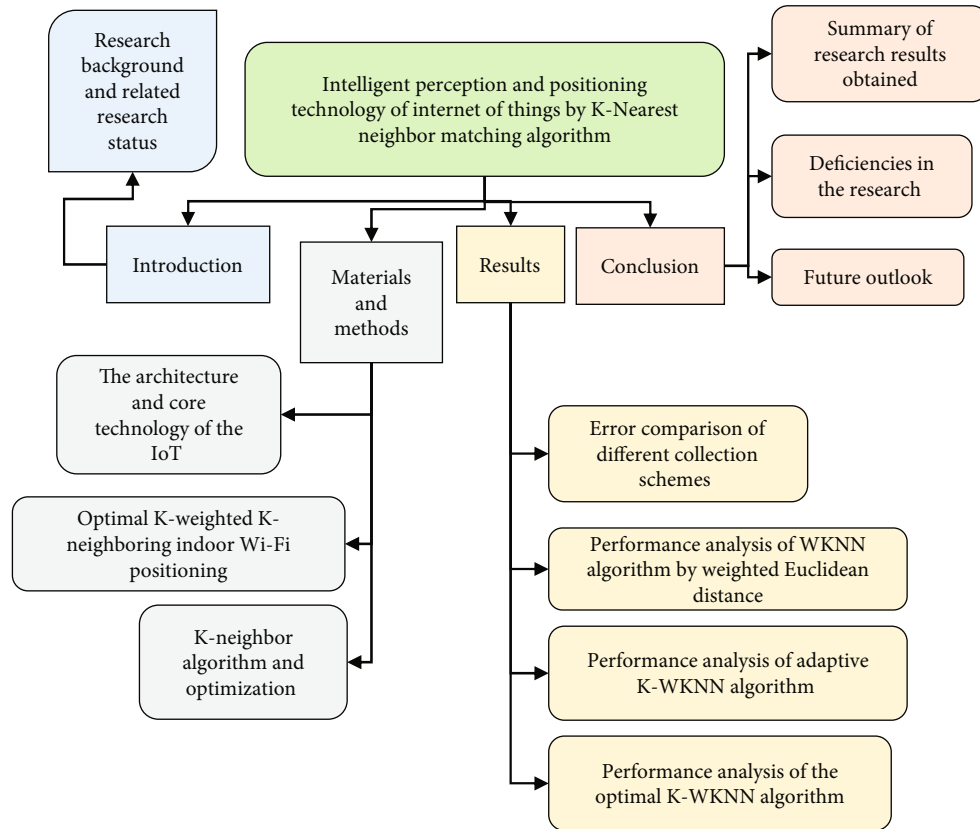 Research
background
and related
research
status
Intelligent perception and positioning
technology of internet of things by K-Nearest
neighbor matching algorithm
Summary of
research results
obtained
Deficiencies in
the research
Future outlook
Introduction
Materials
and
methods
Results
Conclusion
The architecture
and core
technology of the
IoT
Optimal K-weighted K-
neighboring indoor Wi-Fi
positioning
K-neighbor
algorithm and
optimization
Error comparison of
different collection
schemes
Performance analysis of WKNN
algorithm by weighted Euclidean
distance
Performance analysis of adaptive
K-WKNN algorithm
Performance analysis of the
optimal K-WKNN algorithm